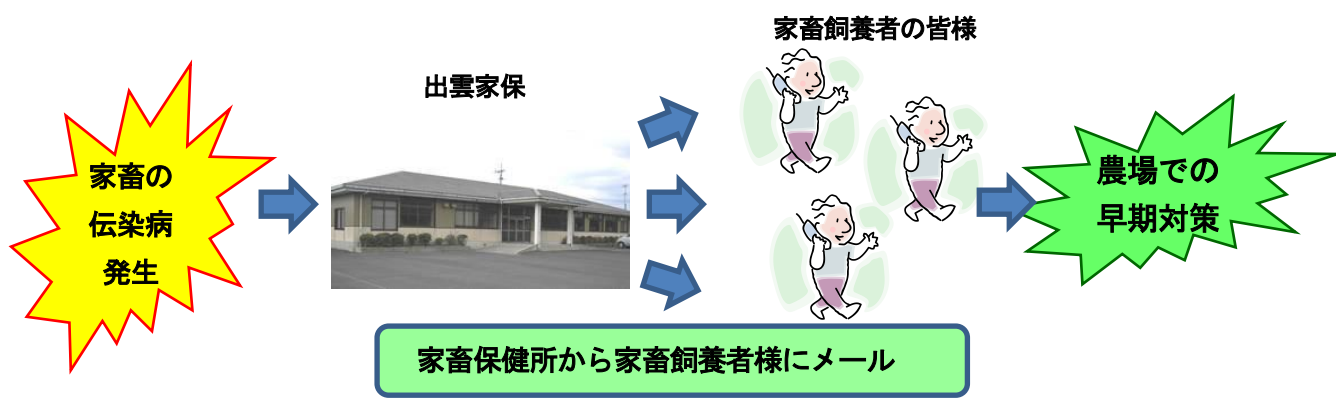 家畜の
伝染病
発生
出雲家保
家畜飼養者の皆様
農場での
早期対策
家畜保健所から家畜飼養者様にメール